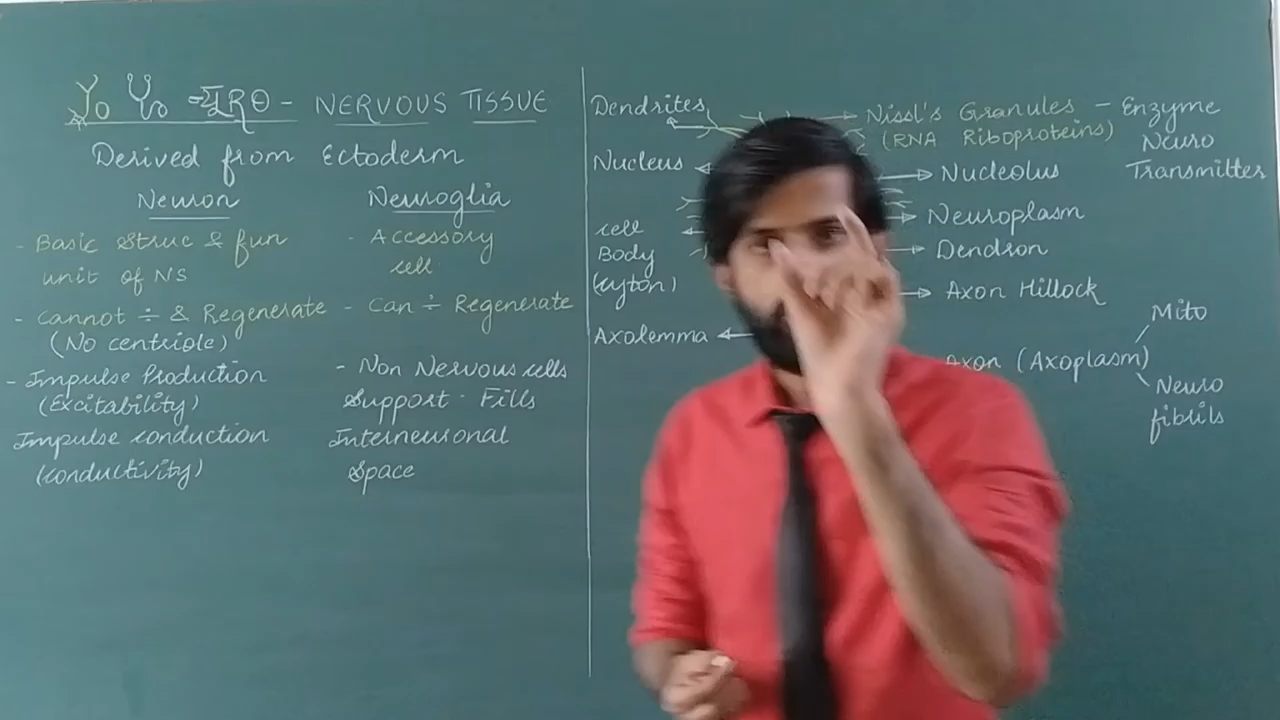 NERVOUS TISSUE
Derived from Ectoderm
Neuron
- Basic Struc & fun
unit of NS
- Cannot ÷ & Regenerate
(No centriole)
- Impulse Production
(Excitability)
Impulse conduction
(conductivity)
Neuroglia
- Accessory
cell
- Can ÷ Regenerate
- Non Nervous cells
Support. Fills
Interneuronal
Space
Dendrites
Nucleus
cell
Body
(cyton)
Axolemma
Nissl's Granules - Enzyme
(RNA Riboproteins) Neuro
Transmitter
Nucleolus
Neuroplasm
Dendron
Axon Hillock
Axon (Axoplasm)
Mito
Neuro
fibrils